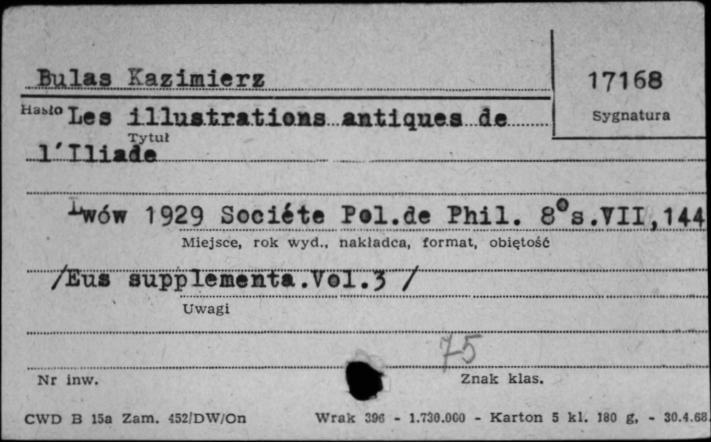 Bulas Kazimierz
17168
Hasło Les illustrations antiques de
Sygnatura
Tytuł
l'Iliade
Lwów 1929 Sociéte Pol.de Phil. 8°s.VII,144
Miejsce, rok wyd., nakładca, format, objętość
/Eus supplementa.Vol.3 /
Uwagi
75
Nr inw.
Znak klas.
CWD B 15a Zam. 452/DW/On Wrak 396 - 1.730.000 - Karton 5 kl. 180 g, - 30.4.68